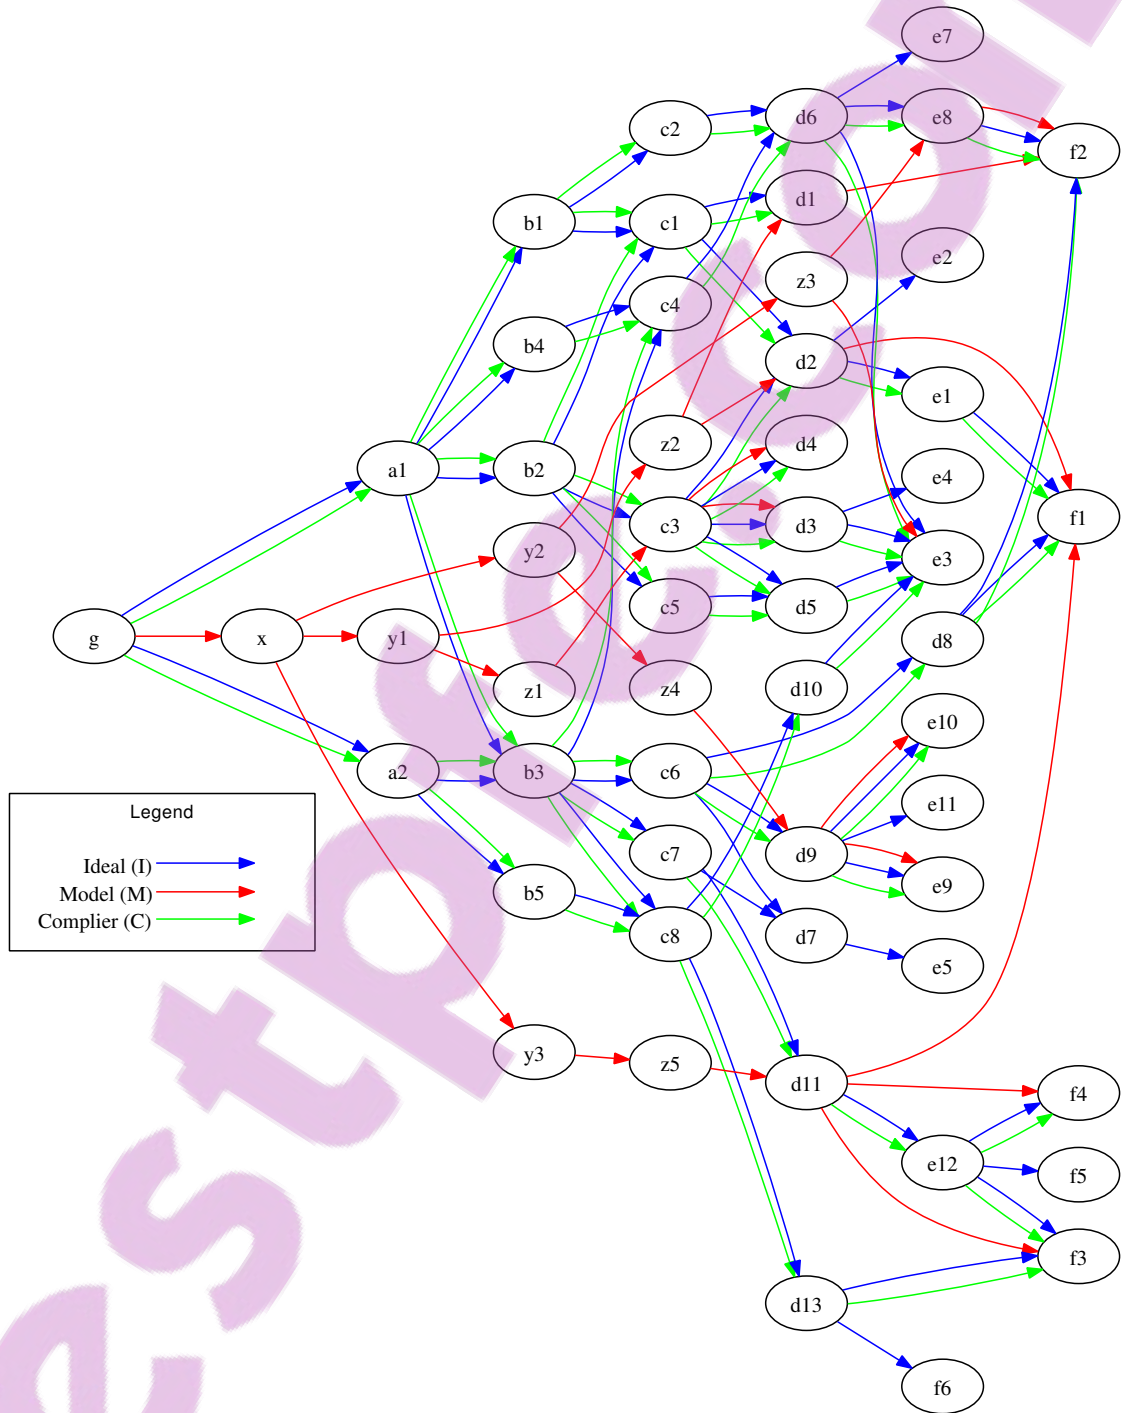 e7
c2
d6
e8
f2
b1
c1
d1
e2
z3
c4
b4
d2
e1
z2
d4
a1
b2
e4
c3
d3
f1
y2
e3
c5
d5
g
x
y1
d8
z1
z4
d10
e10
a2
b3
c6
e11
Legend
c7
d9
Ideal (I)
e9
Model (M)
b5
Complier (C)
c8
d7
e5
y3
z5
d11
f4
e12
f5
f3
d13
f6